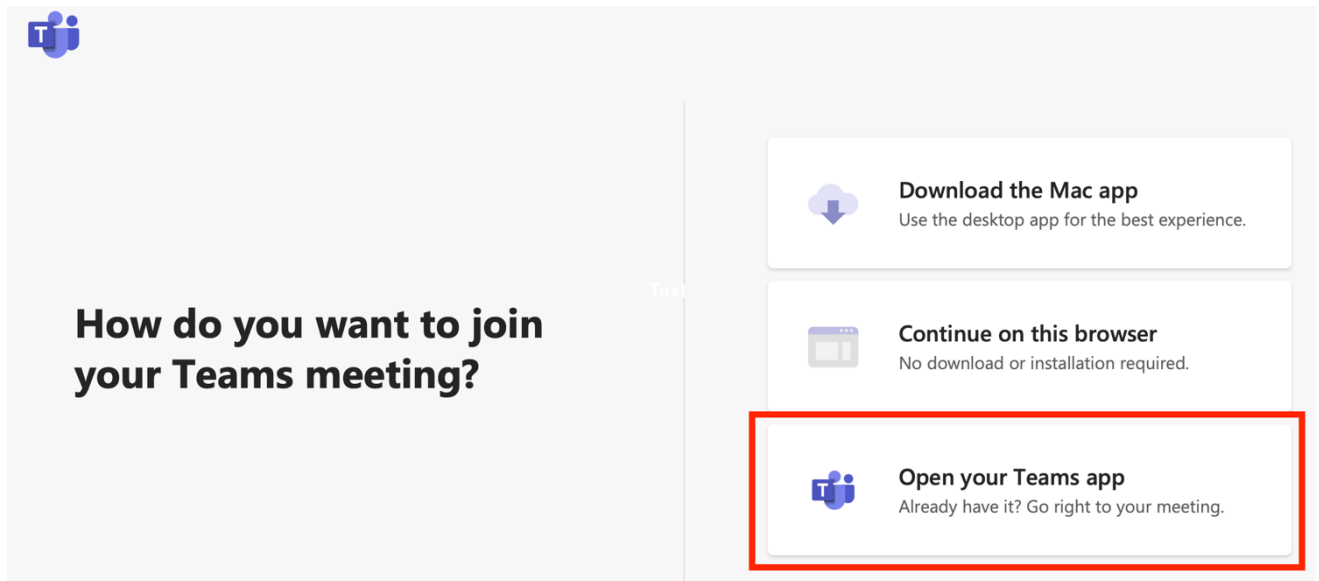 T
How do you want to join
your Teams meeting?
Text
Download the Mac app
Use the desktop app for the best experience.
Continue on this browser
No download or installation required.
T
Open your Teams app
Already have it? Go right to your meeting.